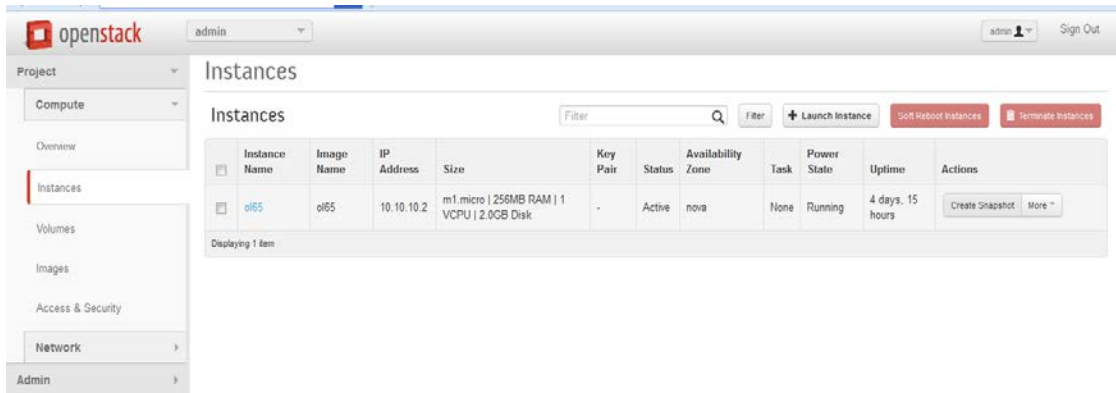 openstack
admin
admin
Sign Out
Project
Compute
Overview
Instances
Volumes
Images
Access & Security
Network
Admin
Instances
Instances
Filter
Filter
+ Launch Instance
Soft Reboot Instances
Terminate Instances
Instance Name Image Name IP Address Size Key Pair Status Availability Zone Task Power State Uptime Actions
ol65 ol65 10.10.10.2 m1.micro | 256MB RAM | 1 VCPU | 2.0GB Disk - Active nova None Running 4 days, 15 hours Create Snapshot More
Displaying 1 item